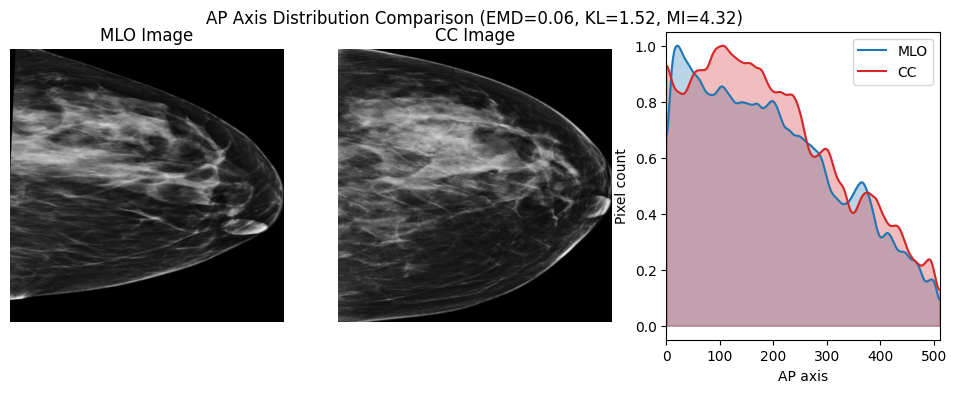 AP Axis Distribution Comparison (EMD=0.06, KL=1.52, MI=4.32)
MLO Image
CC Image
MLO
CC
Pixel count
1.0
0.8
0.6
0.4
0.2
0.0
0 100 200 300 400 500
AP axis